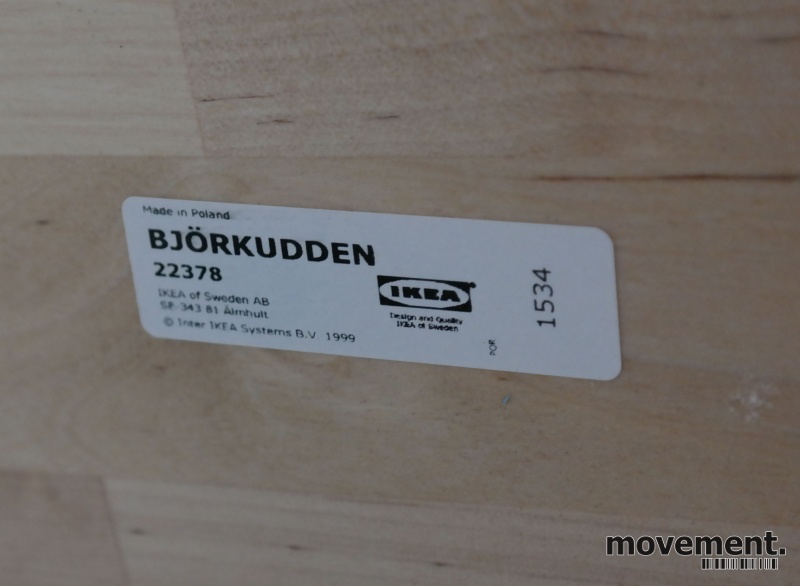 Made in Poland
BJÖRKUDDEN
22378
IKEA of Sweden AB
SE-343 81 Älmhult
© Inter IKEA Systems B.V. 1999
IKEA®
Design and Quality
IKEA of Sweden
POR
1534
movement.